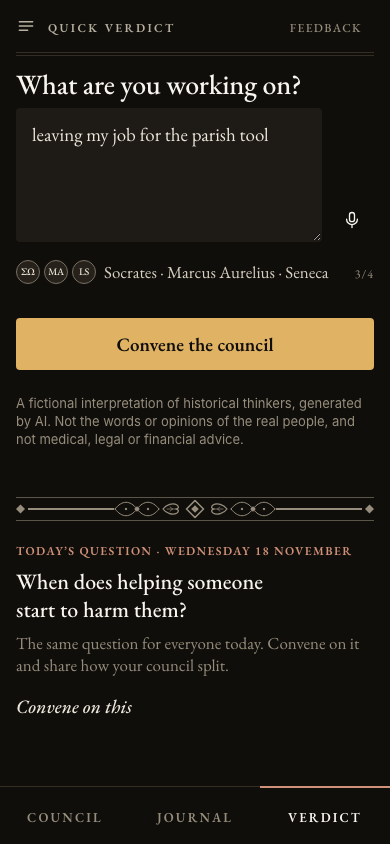 QUICK VERDICT
FEEDBACK
What are you working on?
leaving my job for the parish tool
ΣΩ MA LS Socrates · Marcus Aurelius · Seneca 3/4
Convene the council
A fictional interpretation of historical thinkers, generated
by AI. Not the words or opinions of the real people, and
not medical, legal or financial advice.
TODAY'S QUESTION · WEDNESDAY 18 NOVEMBER
When does helping someone
start to harm them?
The same question for everyone today. Convene on it
and share how your council split.
Convene on this
COUNCIL
JOURNAL
VERDICT